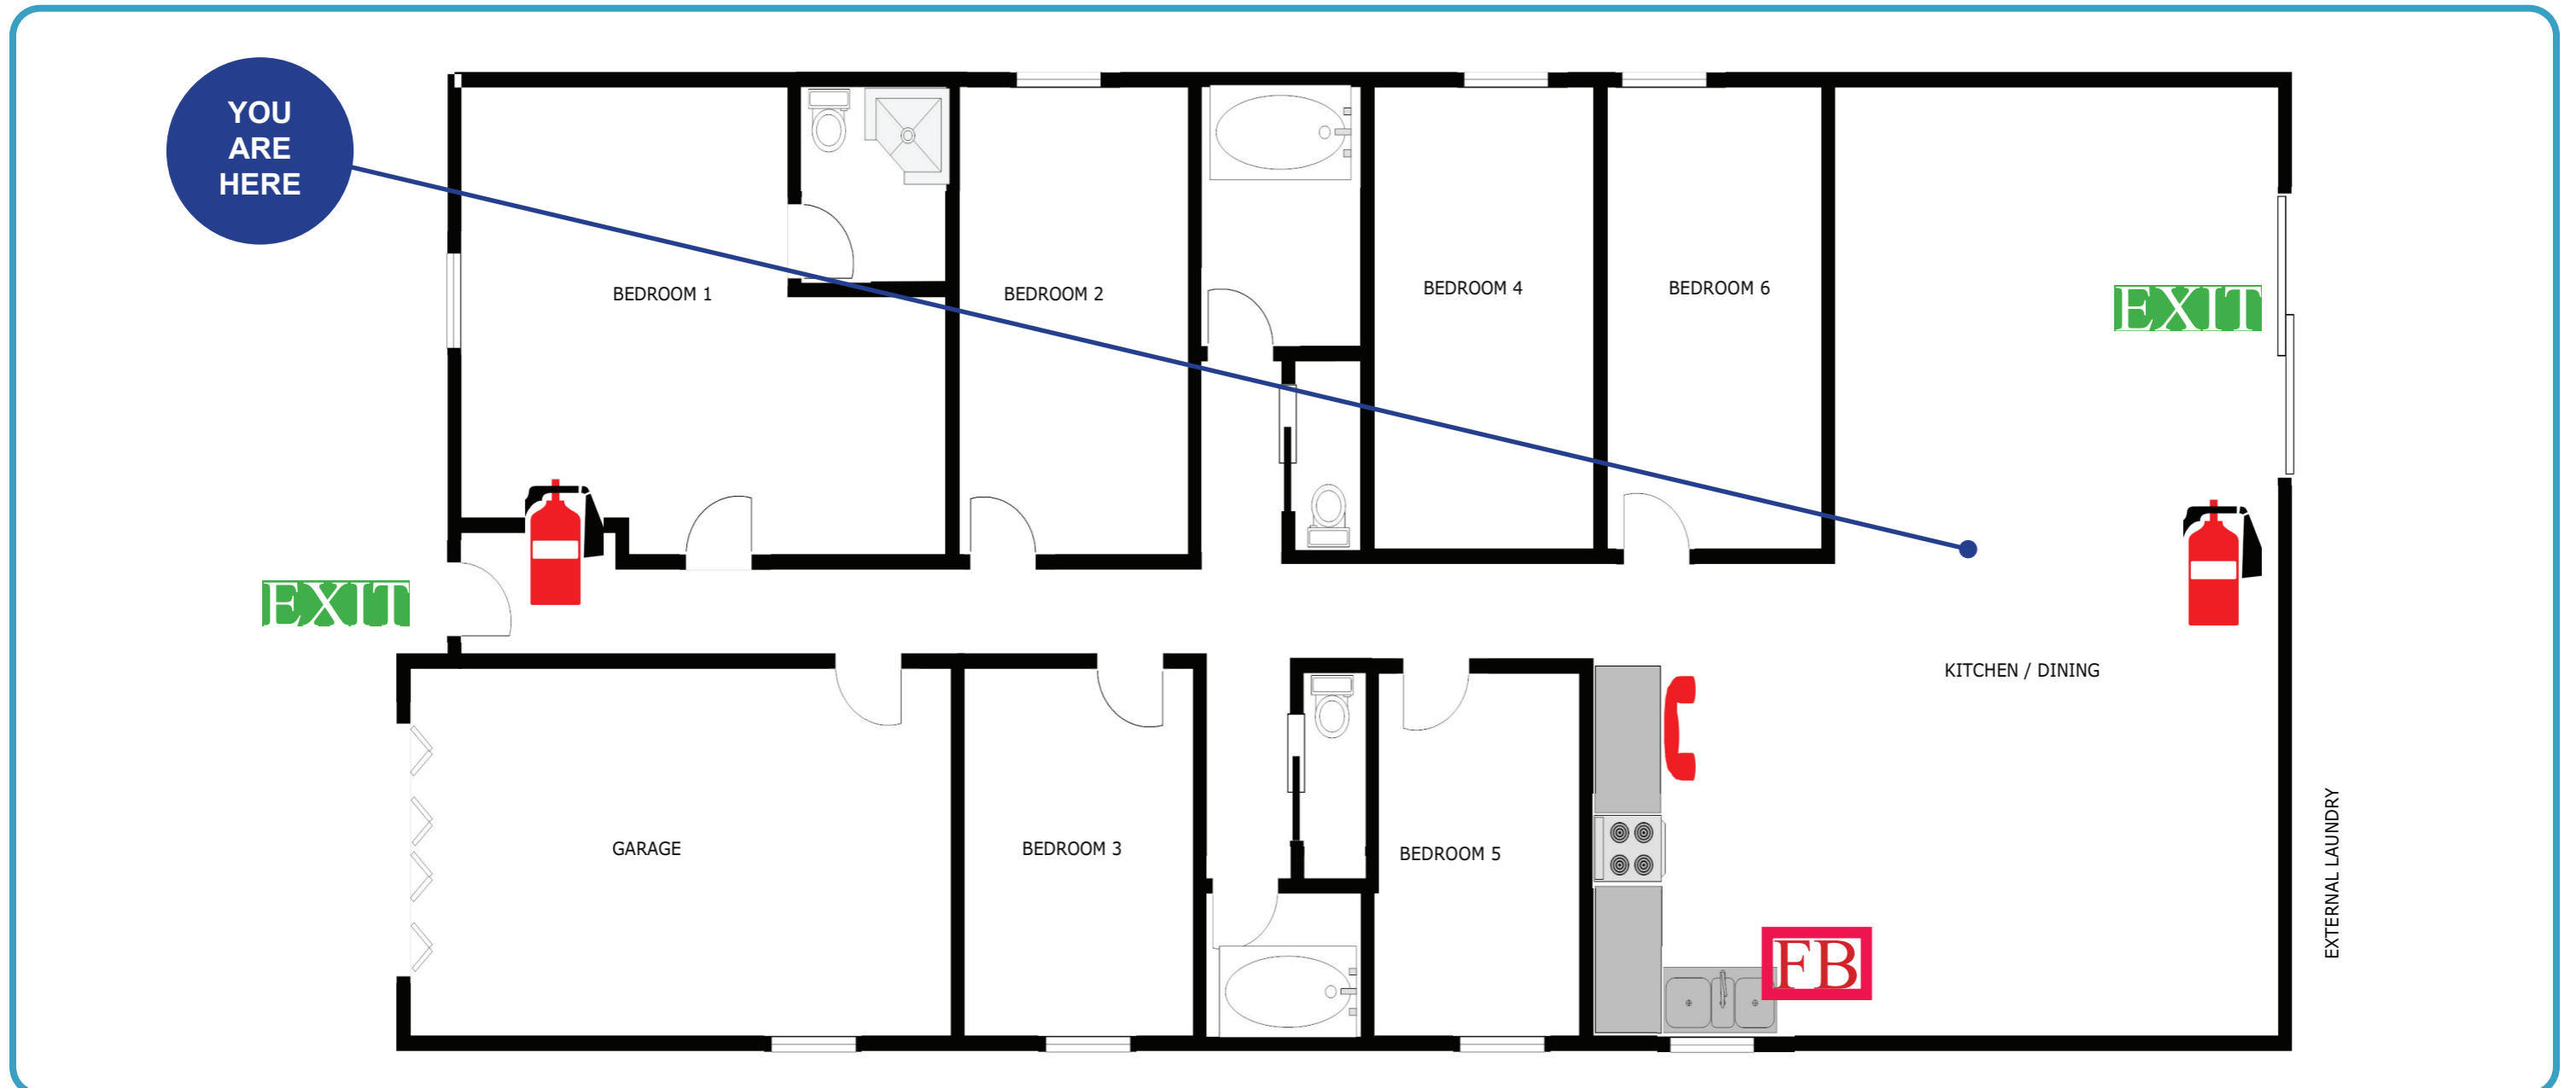 YOU
ARE
HERE
BEDROOM 1
BEDROOM 2
BEDROOM 4
BEDROOM 6
EXIT
EXIT
KITCHEN / DINING
GARAGE
BEDROOM 3
BEDROOM 5
EXTERNAL LAUNDRY
FB